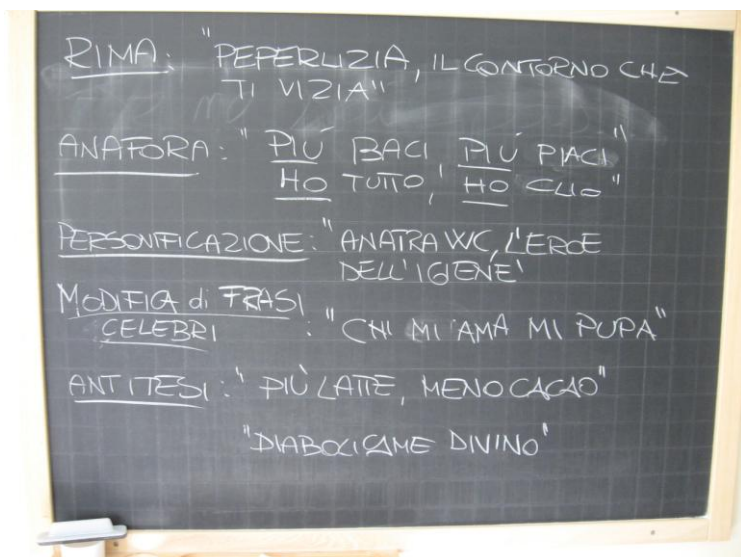 RIMA: "PEPERLIZIA, IL CONTORNO CHE
TI VIZIA"
ANAFORA: "PIÙ BACI, PIÙ PIACI"
"HO TUTTO, HO CLIO"
PERSONIFICAZIONE: "ANATRA WC, L'EROE
DELL'IGIENE"
MODIFICA di FRASI
CELEBRI : "CHI MI AMA MI PUPA"
ANTITESI: "PIÙ LATTE, MENO CACAO"
"DIABOLICAME DIVINO"